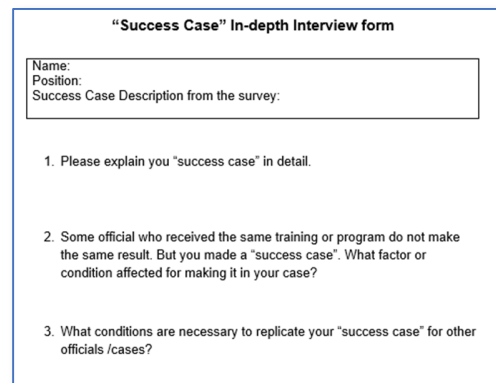 “Success Case” In-depth Interview form
Name:
Position:
Success Case Description from the survey:
1. Please explain you “success case” in detail.
2. Some official who received the same training or program do not make
the same result. But you made a “success case”. What factor or
condition affected for making it in your case?
3. What conditions are necessary to replicate your “success case” for other
officials /cases?